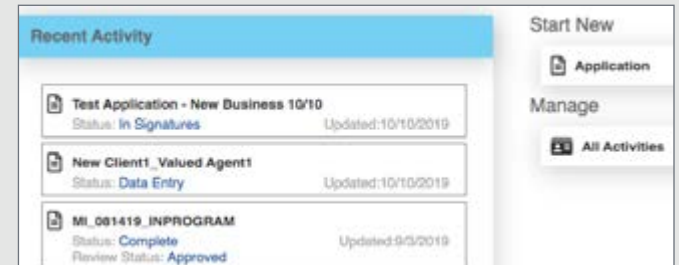 Recent Activity
Test Application - New Business 10/10
Status: In Signatures Updated:10/10/2019
New Client1_Valued Agent1
Status: Data Entry Updated:10/10/2019
MI_081419_INPROGRAM
Status: Complete Updated:9/3/2019
Review Status: Approved
Start New
Application
Manage
All Activities